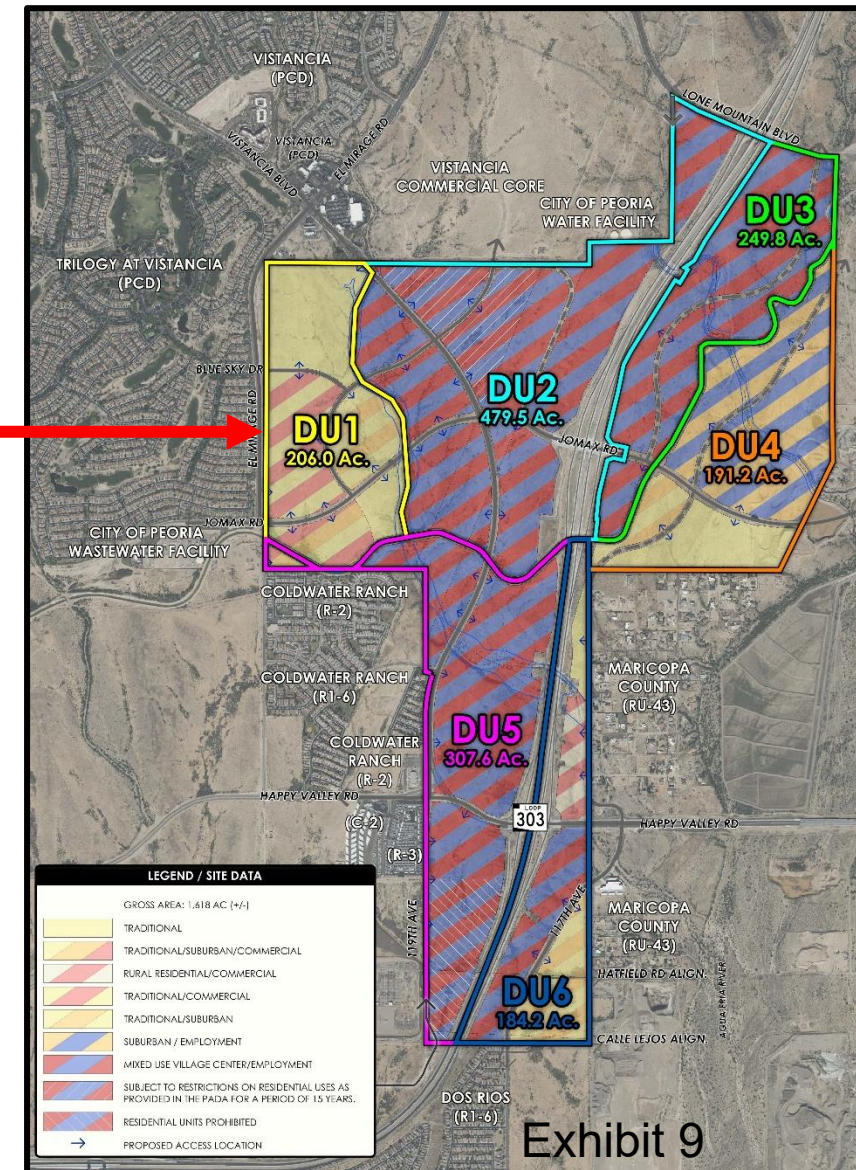 VISTANCIA
(PCD)
LONE MOUNTAIN BLVD
VISTANCIA BLVD
VISTANCIA
(PCD)
EL MIRAGE RD
VISTANCIA
COMMERCIAL CORE
CITY OF PEORIA
WATER FACILITY
DU3
249.8 Ac.
TRILOGY AT VISTANCIA
(PCD)
BLUE SKY DR
EL MIRAGE RD
DU2
479.5 Ac.
DU1
206.0 Ac.
JOMAX RD
DU4
191.2 Ac.
JOMAX RD
CITY OF PEORIA
WASTEWATER FACILITY
COLDWATER RANCH
(R-2)
COLDWATER RANCH
(R1-6)
MARICOPA
COUNTY
(RU-43)
DU5
307.6 Ac.
COLDWATER
RANCH
(R-2)
HAPPY VALLEY RD
(C-2)
LOOP
303
HAPPY VALLEY RD
(R-3)
119TH AVE
117TH AVE
MARICOPA
COUNTY
(RU-43)
HATFIELD RD ALIGN.
AGUA FRIA RIVER
DU6
184.2 Ac.
CALLE LEJOS ALIGN.
DOS RIOS
(R1-6)
LEGEND / SITE DATA
GROSS AREA: 1,618 AC (+/-)
TRADITIONAL
TRADITIONAL/SUBURBAN/COMMERCIAL
RURAL RESIDENTIAL/COMMERCIAL
TRADITIONAL/COMMERCIAL
TRADITIONAL/SUBURBAN
SUBURBAN / EMPLOYMENT
MIXED USE VILLAGE CENTER/EMPLOYMENT
SUBJECT TO RESTRICTIONS ON RESIDENTIAL USES AS
PROVIDED IN THE PADA FOR A PERIOD OF 15 YEARS.
RESIDENTIAL UNITS PROHIBITED
PROPOSED ACCESS LOCATION
Exhibit 9